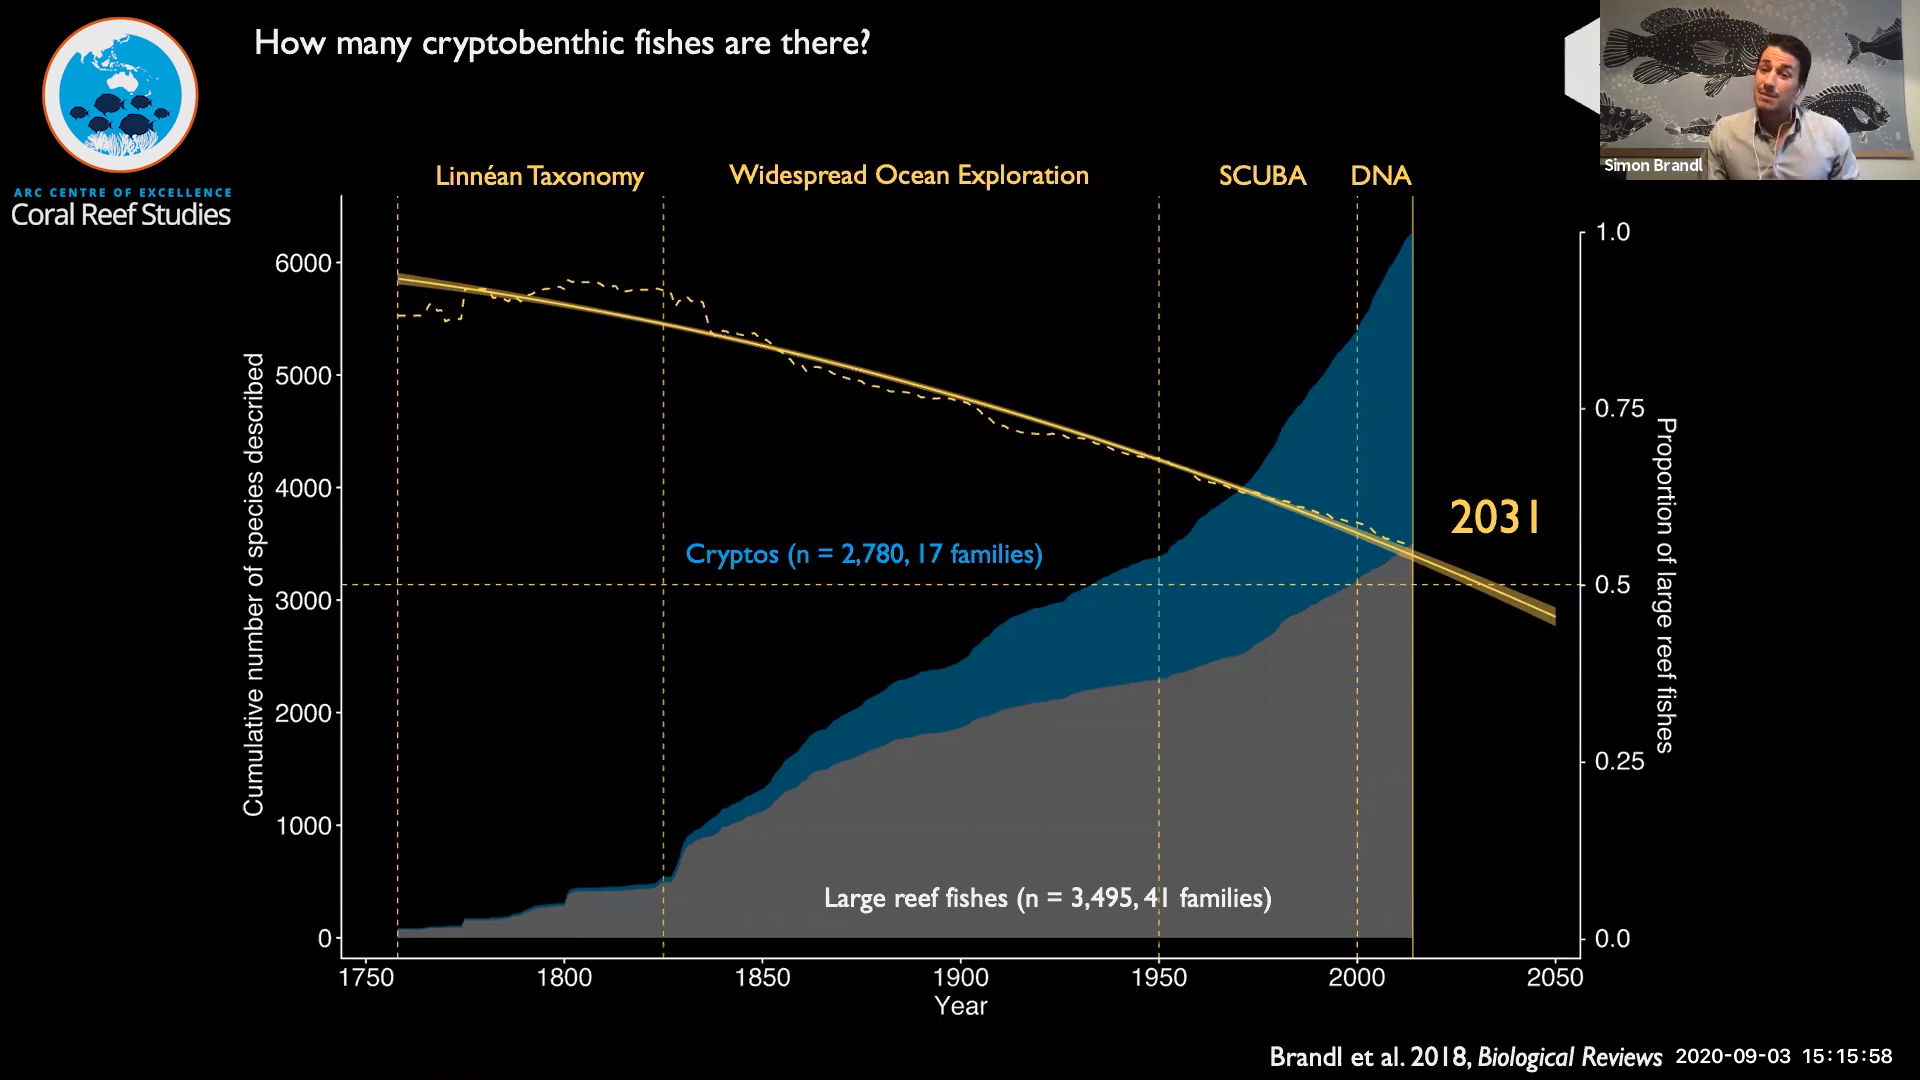 How many cryptobenthic fishes are there?
ARC CENTRE OF EXCELLENCE
Coral Reef Studies
Simon Brandl
Linnéan Taxonomy
Widespread Ocean Exploration
SCUBA
DNA
Cumulative number of species described
6000
5000
4000
3000
2000
1000
0
Cryptos (n = 2,780, 17 families)
Large reef fishes (n = 3,495, 41 families)
2031
1.0
0.75
0.5
0.25
0.0
Proportion of large reef fishes
1750
1800
1850
1900
1950
2000
2050
Year
Brandl et al. 2018, Biological Reviews
2020-09-03 15:15:58